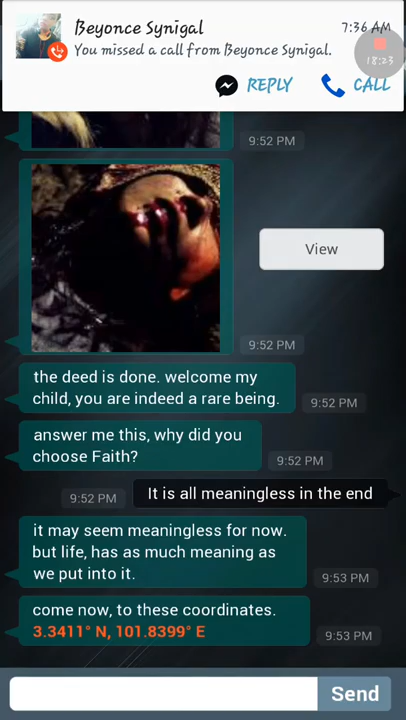 Beyonce Synigal
7:36 AM
You missed a call from Beyonce Synigal.
18:23
REPLY
CALL
9:52 PM
View
9:52 PM
the deed is done. welcome my
child, you are indeed a rare being.
9:52 PM
answer me this, why did you
choose Faith?
9:52 PM
It is all meaningless in the end
9:52 PM
it may seem meaningless for now.
but life, has as much meaning as
we put into it.
9:53 PM
come now, to these coordinates.
3.3411° N, 101.8399° E
9:53 PM
Send